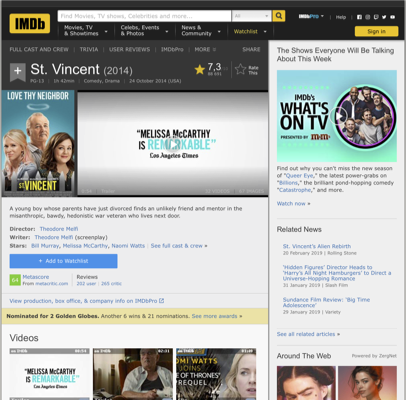 IMDb
Find Movies, TV shows, Celebrities and more...
All
IMDbPro
Help
Movies, TV & Showtimes
Celebs, Events & Photos
News & Community
Watchlist
Sign in
FULL CAST AND CREW | TRIVIA | USER REVIEWS | IMDbPro | MORE
SHARE
St. Vincent (2014)
PG-13 | 1h 42min | Comedy, Drama | 24 October 2014 (USA)
7,3
Rate This
LOVE THY NEIGHBOR
ST. VINCENT
"MELISSA McCARTHY
IS REMARKABLE"
Los Angeles Times
A young boy whose parents have just divorced finds an unlikely friend and mentor in the
misanthropic, bawdy, hedonistic war veteran who lives next door.
Director: Theodore Melfi
Writer: Theodore Melfi (screenplay)
Stars: Bill Murray, Melissa McCarthy, Naomi Watts | See full cast & crew »
+ Add to Watchlist
Metascore
From metacritic.com
Reviews
202 user | 265 critic
View production, box office, & company info on IMDbPro
Nominated for 2 Golden Globes. Another 6 wins & 21 nominations. See more awards »
Videos
"MELISSA McCARTHY
IS REMARKABLE"
OMI WATTS
JOINS
OF THRONES'
PREQUEL
The Shows Everyone Will Be Talking
About This Week
IMDb's
WHAT'S
ON TV
PRESENTED BY m&m's
Find out why you can't miss the new season
of "Queer Eye," the latest power-grabs on
"Billions," the brilliant pond-hopping comedy
"Catastrophe," and more.
Watch now »
Related News
St. Vincent's Alien Rebirth
20 February 2019 | Rolling Stone
'Hidden Figures' Director Heads to
'Harry's All Night Hamburgers' to Direct a
Universe-Hopping Movie
31 January 2019 | Slash Film
Sundance Film Review: 'Big Time
Adolescence'
29 January 2019 | Variety
See all related articles »
Around The Web
Powered by ZergNet